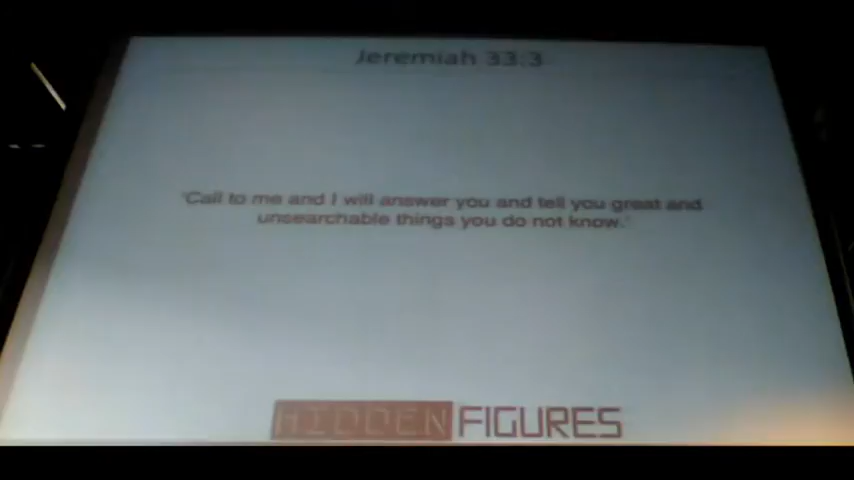 Jeremiah 33:3
'Call to me and I will answer you and tell you great and
unsearchable things you do not know.'
HIDDEN FIGURES